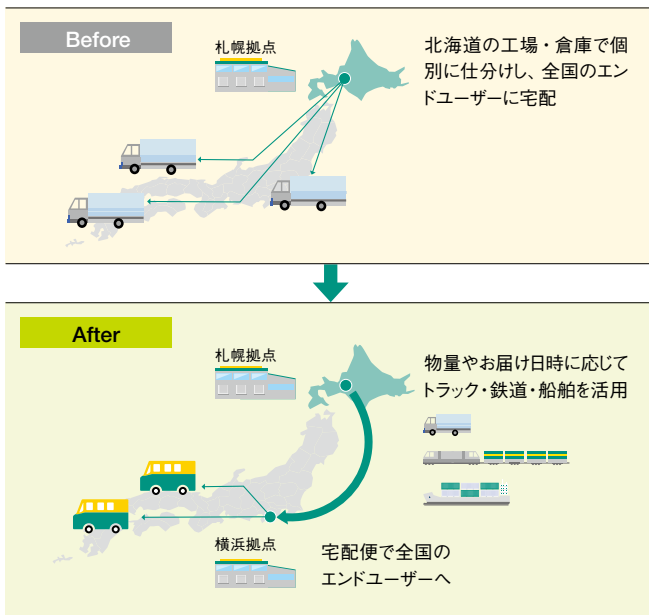 Before
札幌拠点
北海道の工場・倉庫で個
別に仕分けし、全国のエン
ドユーザーに宅配
After
札幌拠点
物量やお届け日時に応じて
トラック・鉄道・船舶を活用
横浜拠点
宅配便で全国の
エンドユーザーへ